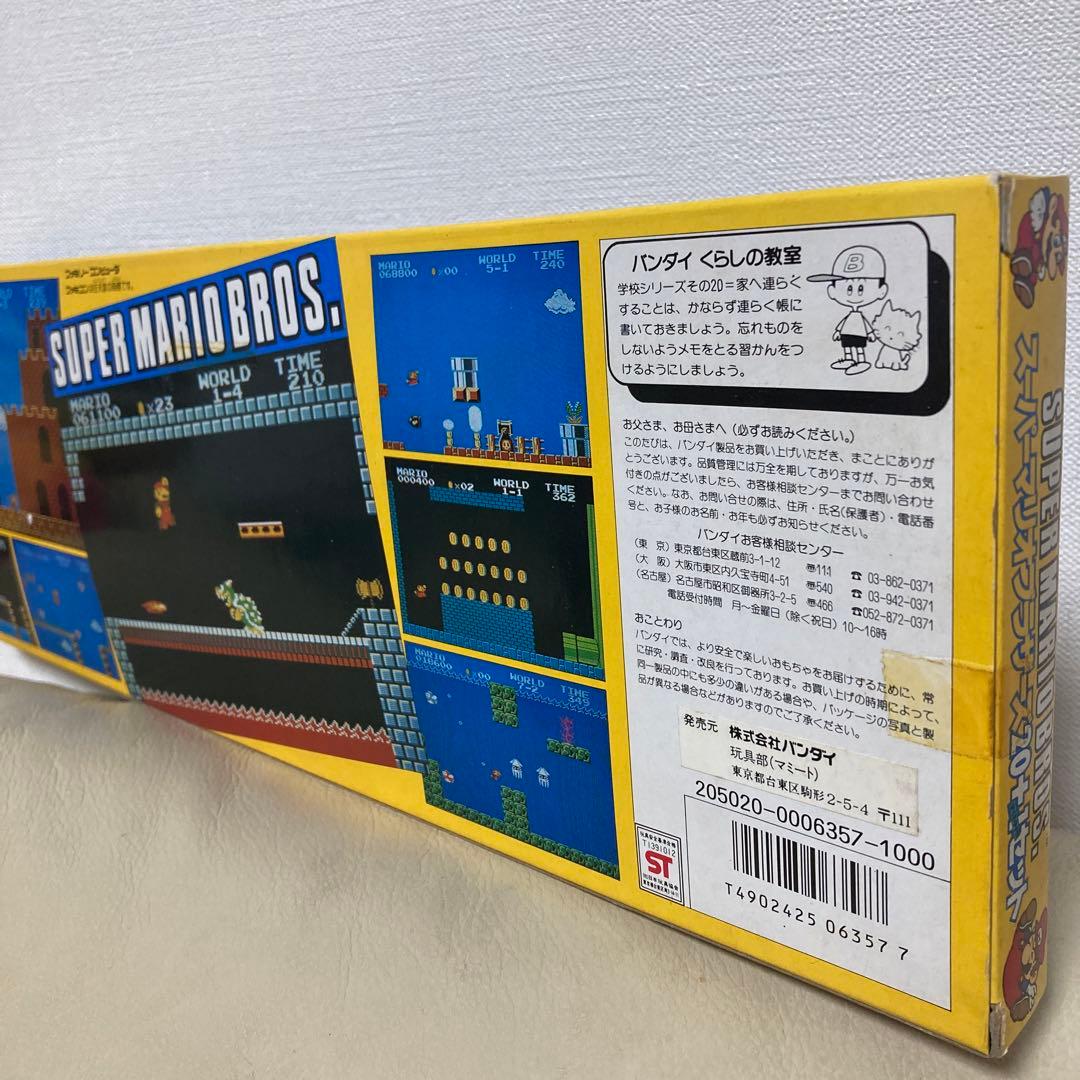 ファミリーコンピュータ
SUPER MARIO BROS.
MARIO
061100 ×23 WORLD
1-4 TIME
210
MARIO
068800 ×00 WORLD
5-1 TIME
240
MARIO
000400 ×02 WORLD
1-1 TIME
362
MARIO
018600 ×00 WORLD
7-2 TIME
349
バンダイ くらしの教室
学校シリーズその20=家へ連らく
することは、かならず連らく帳に
書いておきましょう。忘れものを
しないようメモをとる習かんをつ
けるようにしましょう。
B
お父さま、お母さまへ(必ずお読みください。)
このたびは、バンダイ製品をお買い上げいただき、まことにありが
とうございます。品質管理には万全を期しておりますが、万一お気
付きの点がございましたら、お客様相談センターまでお問い合わせ
ください。なお、お問い合せの際は、住所・氏名(保護者)・電話番
号と、お子様のお名前・お年も必ずお知らせください。
バンダイお客様相談センター
(東 京)東京都台東区蔵前3-1-12 〠111 ☎ 03-862-0371
(大 阪)大阪市東区内久宝寺町4-51 〠540 ☎ 03-942-0371
(名古屋)名古屋市昭和区御器所3-2-5 〠466 ☎052-872-0371
電話受付時間 月〜金曜日(除く祝日)10〜16時
おことわり
バンダイでは、より安全で楽しいおもちゃをお届けするために、常
に研究・調査・改良を行っております。お買い上げの時期によって、
同一製品の中にも多少の違いがある場合や、パッケージの写真と製
品が異なる場合などがありますのでご了承ください。
発売元 株式会社バンダイ
玩具部(マミート)
東京都台東区駒形2-5-4 〒111
205020-0006357-1000
T1391012
ST
T4902425 06357 7
SUPER MARIO BROS.
スーパーマリオブラザーズ20
セット